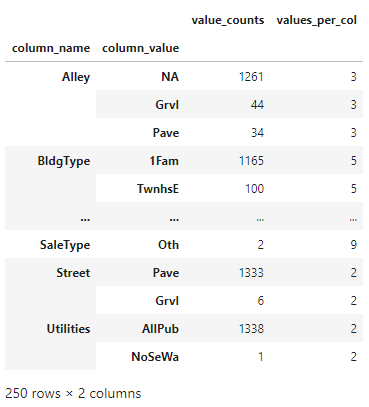 value_counts values_per_col
column_name column_value
Alley NA 1261 3
Grvl 44 3
Pave 34 3
BldgType 1Fam 1165 5
TwnhsE 100 5
... ... ... ...
SaleType Oth 2 9
Street Pave 1333 2
Grvl 6 2
Utilities AllPub 1338 2
NoSeWa 1 2
250 rows × 2 columns